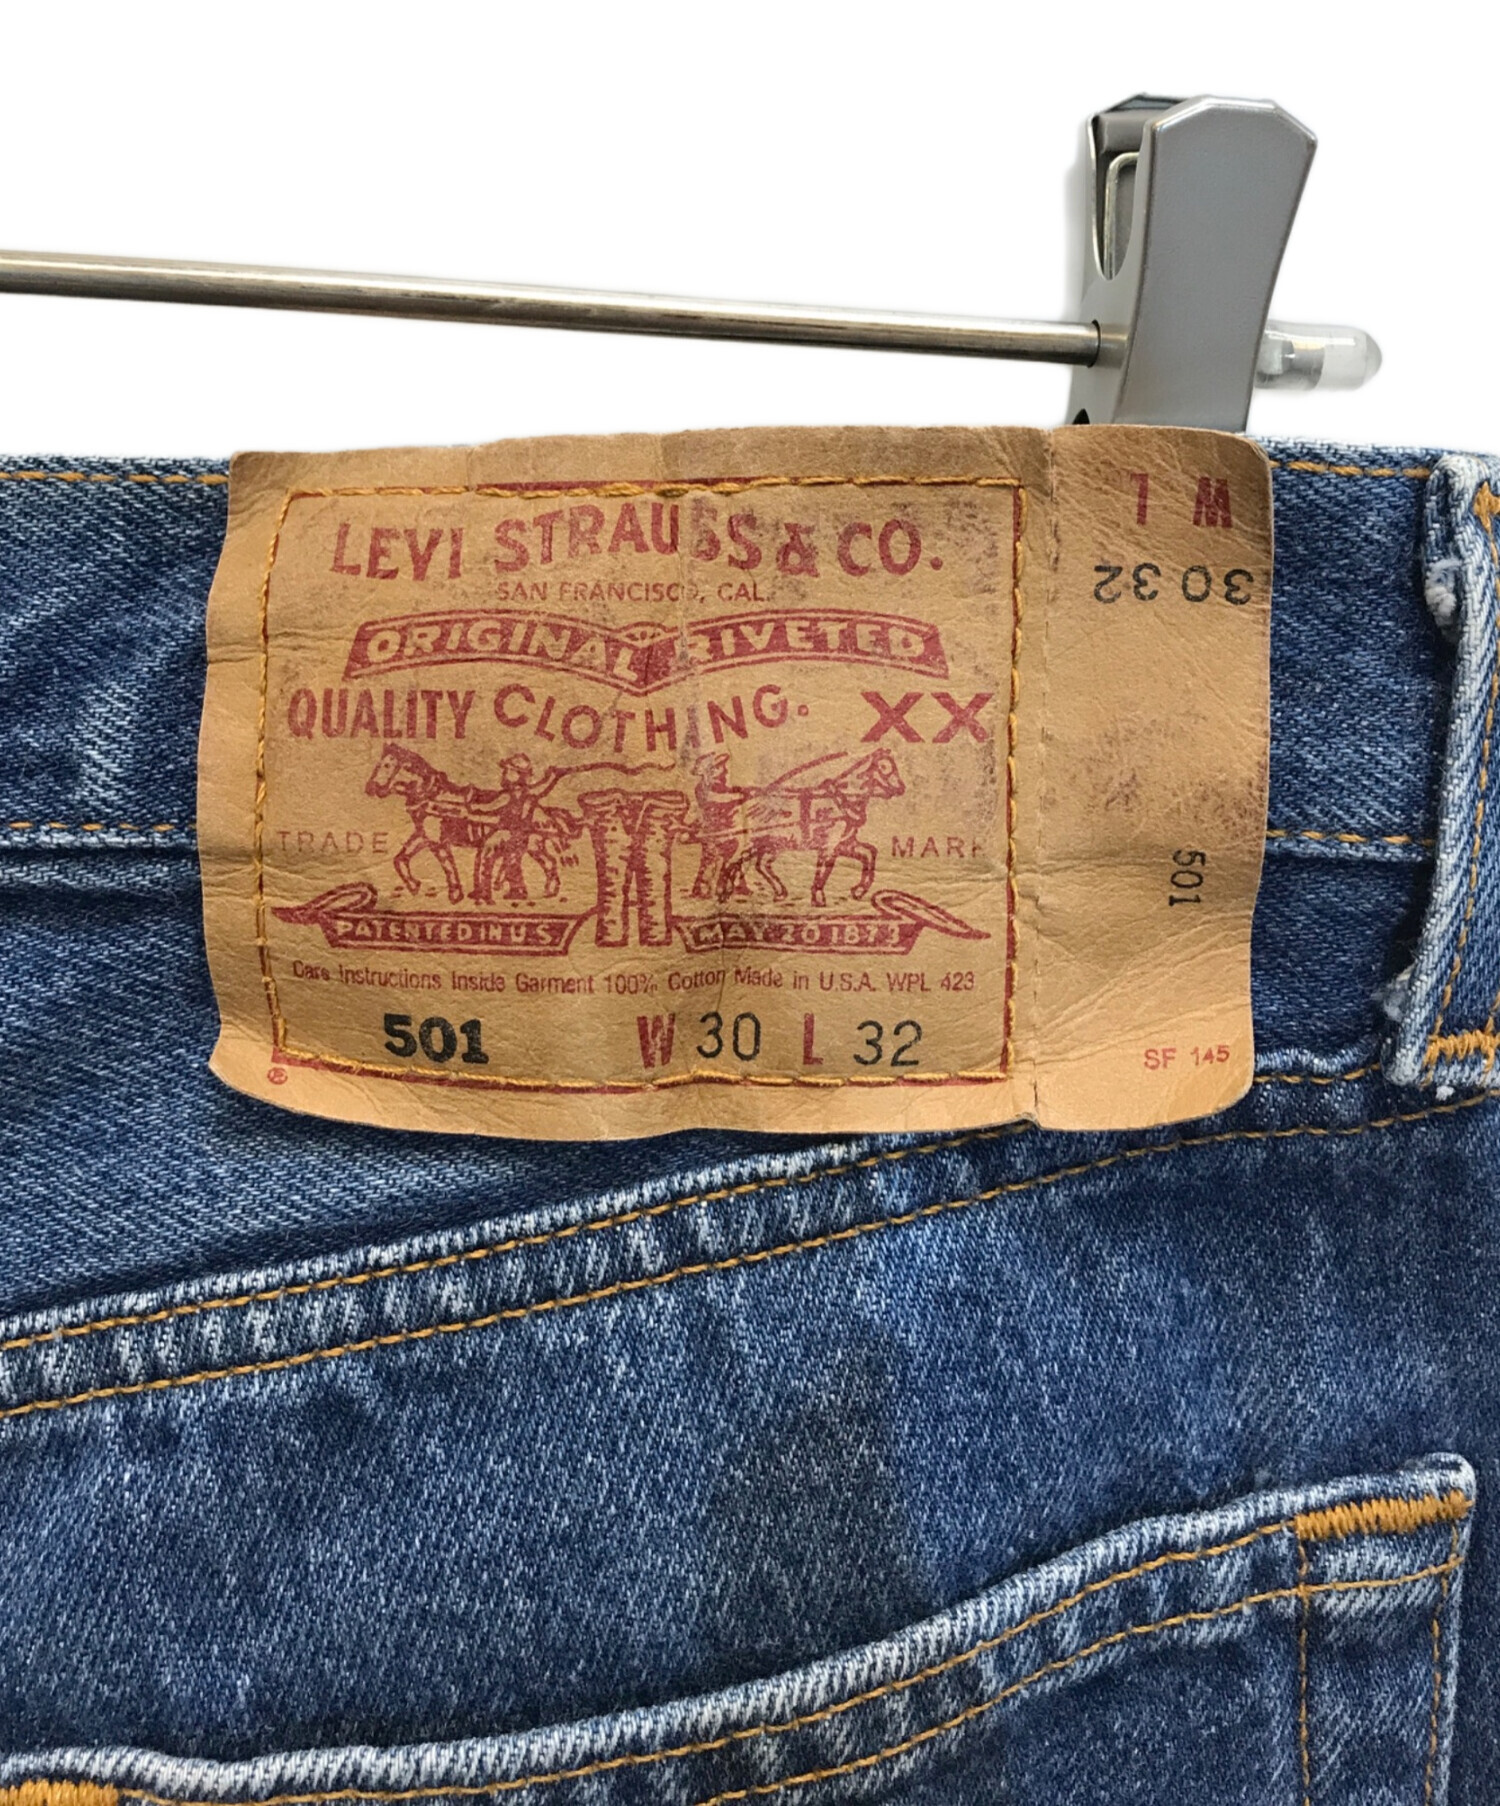 LEVI STRAUSS & CO.
SAN FRANCISCO, CAL.
ORIGINAL RIVETED
QUALITY CLOTHING. XX
TRADE MARK
PATENTED IN U.S. MAY 20 1873
Care Instructions Inside Garment 100% Cotton Made in U.S.A. WPL 423
501 W 30 L 32
®
L W
30 32
501
SF 145